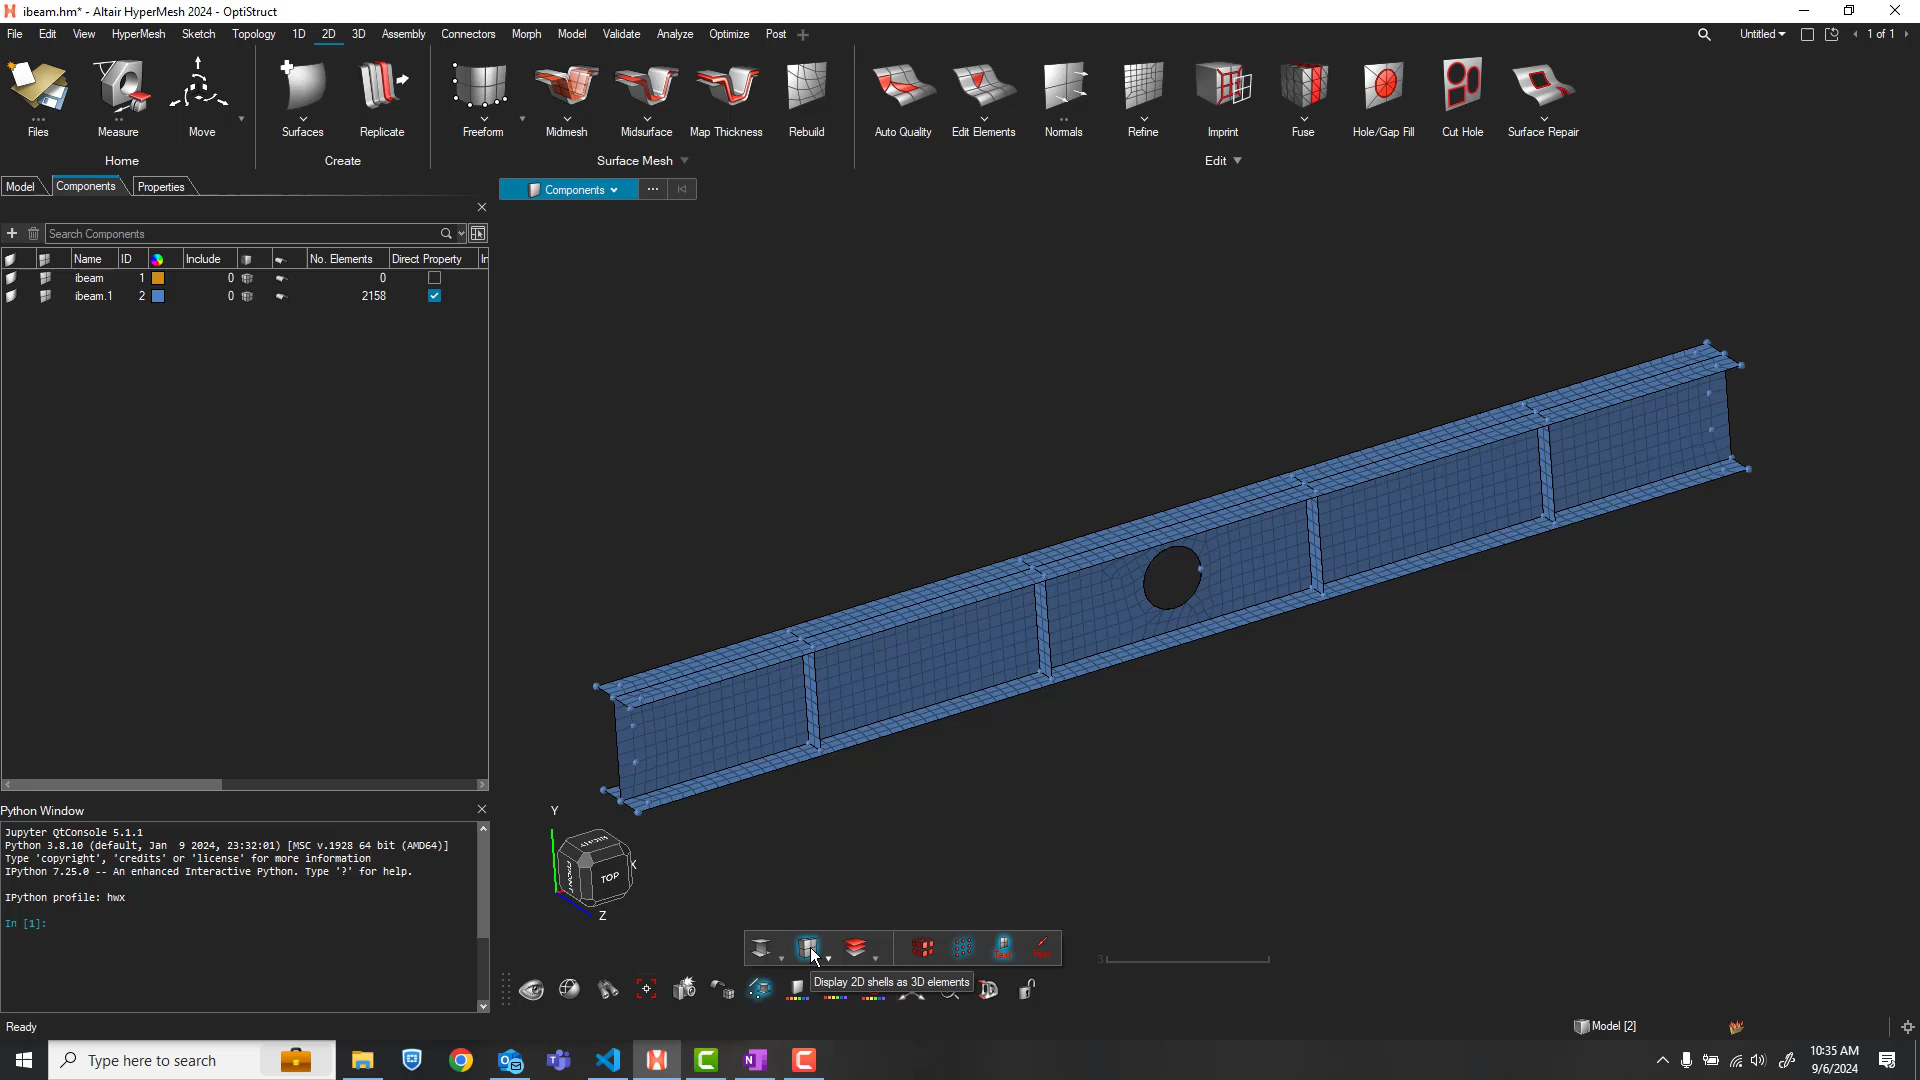 ibeam.hm* - Altair HyperMesh 2024 - OptiStruct
File Edit View HyperMesh Sketch Topology 1D 2D 3D Assembly Connectors Morph Model Validate Analyze Optimize Post
Untitled 1 of 1
Files Measure Move Surfaces Replicate Freeform Midmesh Midsurface Map Thickness Rebuild Auto Quality Edit Elements Normals Refine Imprint Fuse Hole/Gap Fill Cut Hole Surface Repair
Home Create Surface Mesh Edit
Model Components Properties
Components
Search Components
Name ID Include No. Elements Direct Property In
ibeam 1 0 0
ibeam.1 2 0 2158
Python Window
Jupyter QtConsole 5.1.1
Python 3.8.10 (default, Jan  9 2024, 23:32:01) [MSC v.1928 64 bit (AMD64)]
Type 'copyright', 'credits' or 'license' for more information
IPython 7.25.0 -- An enhanced Interactive Python. Type '?' for help.
IPython profile: hwx
In [1]:
Y
X
FRONT
TOP
Z
3
Display 2D shells as 3D elements
Ready
Model [2]
Type here to search
10:35 AM
9/6/2024